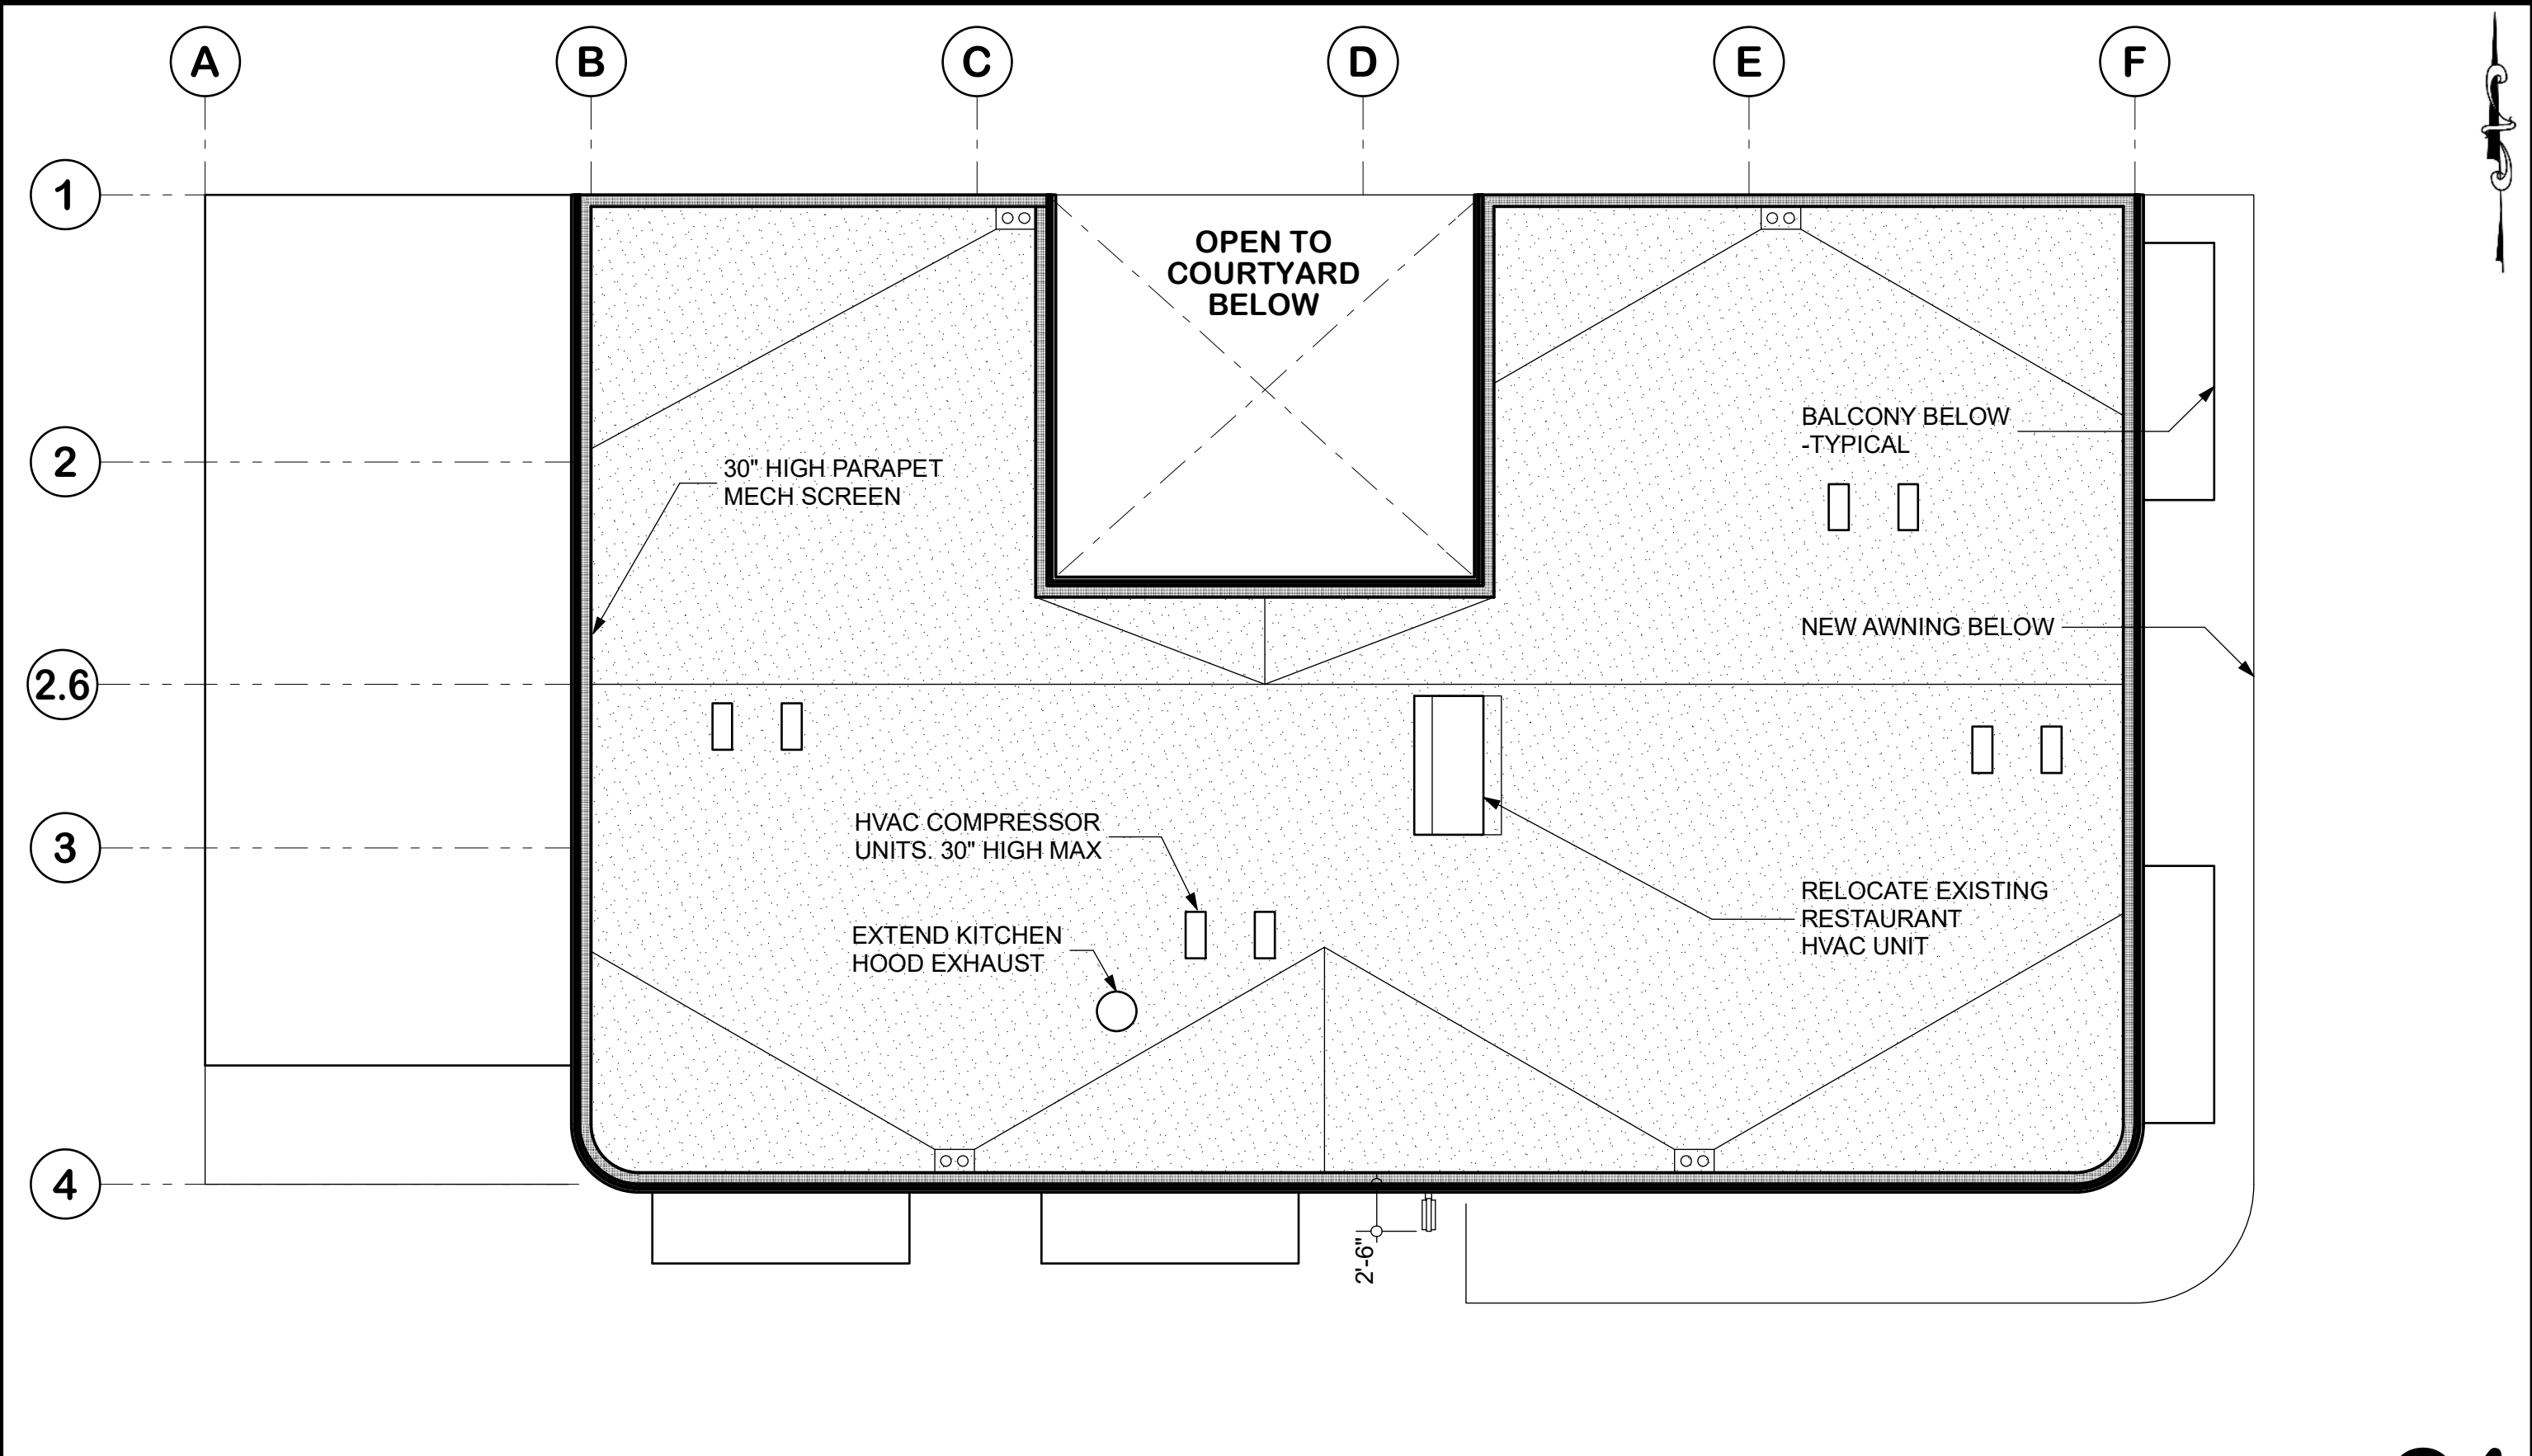 A
B
C
D
E
F
1
2
2.6
3
4
OPEN TO
COURTYARD
BELOW
BALCONY BELOW
-TYPICAL
30" HIGH PARAPET
MECH SCREEN
NEW AWNING BELOW
HVAC COMPRESSOR
UNITS. 30" HIGH MAX
RELOCATE EXISTING
RESTAURANT
HVAC UNIT
EXTEND KITCHEN
HOOD EXHAUST
2'-6"